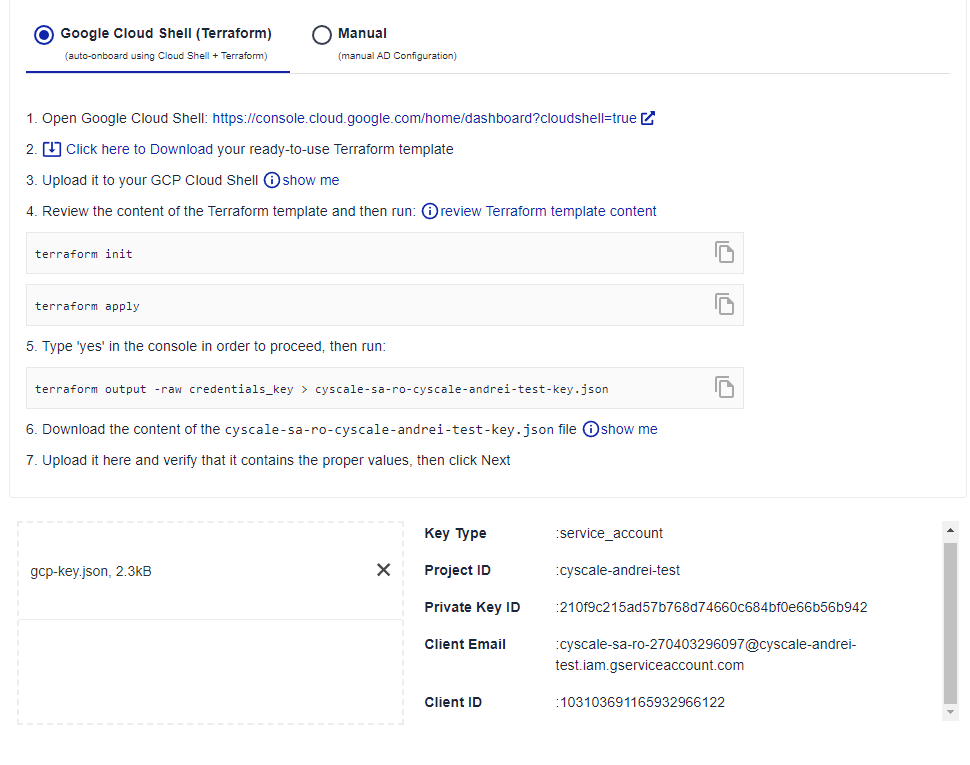 Google Cloud Shell (Terraform)
(auto-onboard using Cloud Shell + Terraform)
Manual
(manual AD Configuration)
1. Open Google Cloud Shell: https://console.cloud.google.com/home/dashboard?cloudshell=true
2. Click here to Download your ready-to-use Terraform template
3. Upload it to your GCP Cloud Shell show me
4. Review the content of the Terraform template and then run: review Terraform template content
terraform init
terraform apply
5. Type 'yes' in the console in order to proceed, then run:
terraform output -raw credentials_key > cyscale-sa-ro-cyscale-andrei-test-key.json
6. Download the content of the cyscale-sa-ro-cyscale-andrei-test-key.json file show me
7. Upload it here and verify that it contains the proper values, then click Next
gcp-key.json, 2.3kB
Key Type :service_account
Project ID :cyscale-andrei-test
Private Key ID :210f9c215ad57b768d74660c684bf0e66b56b942
Client Email :cyscale-sa-ro-270403296097@cyscale-andrei-
test.iam.gserviceaccount.com
Client ID :103103691165932966122